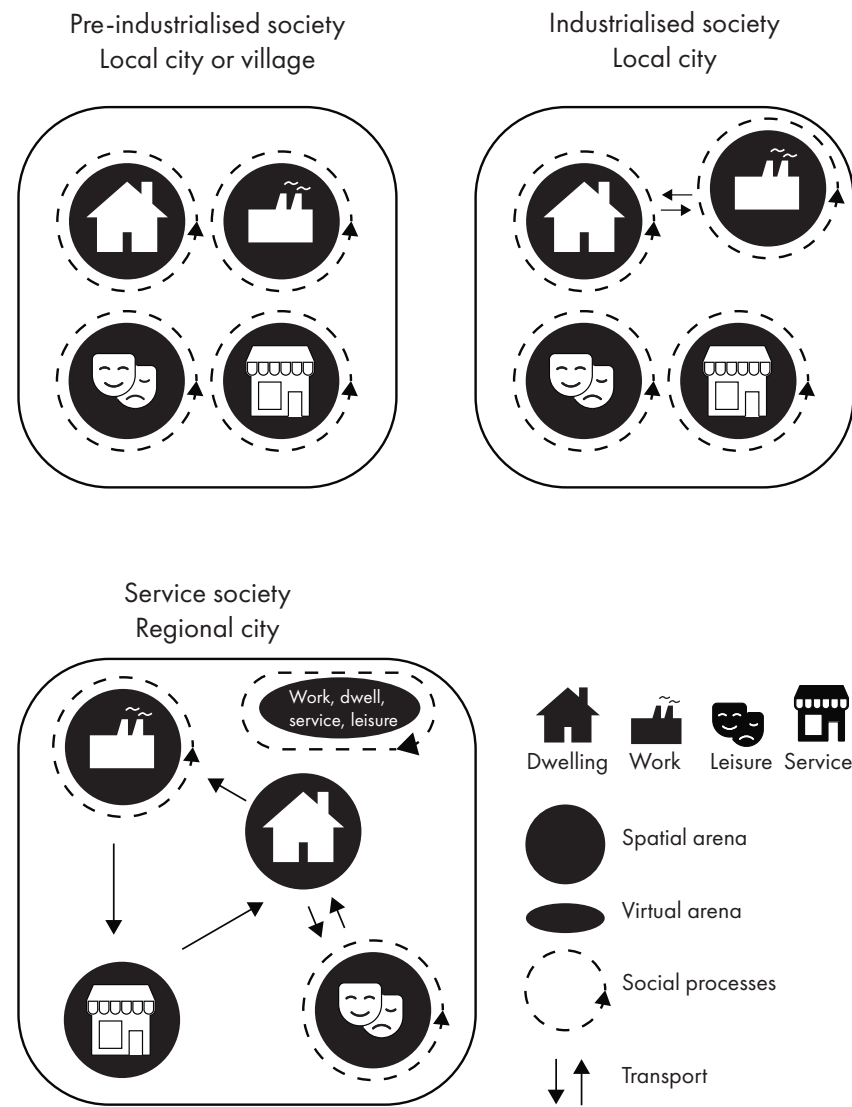 Pre-industrialised society
Local city or village
Industrialised society
Local city
Service society
Regional city
Work, dwell,
service, leisure
Dwelling
Work
Leisure
Service
Spatial arena
Virtual arena
Social processes
Transport